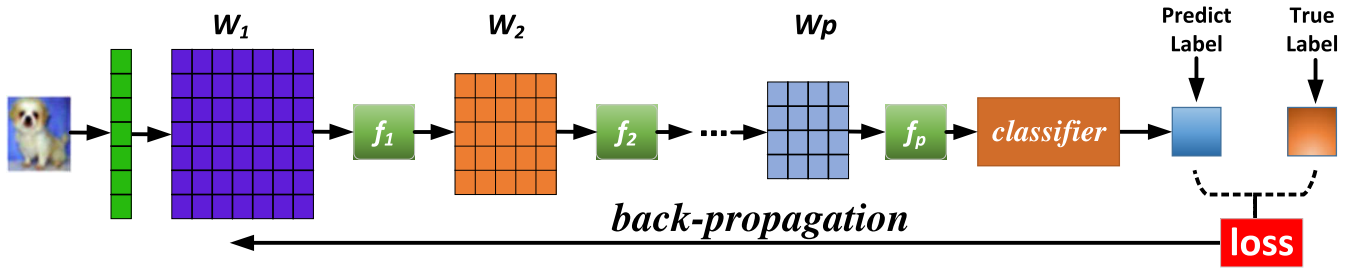 W1
W2
Wp
Predict
Label
True
Label
f1
f2
...
fp
classifier
back-propagation
loss